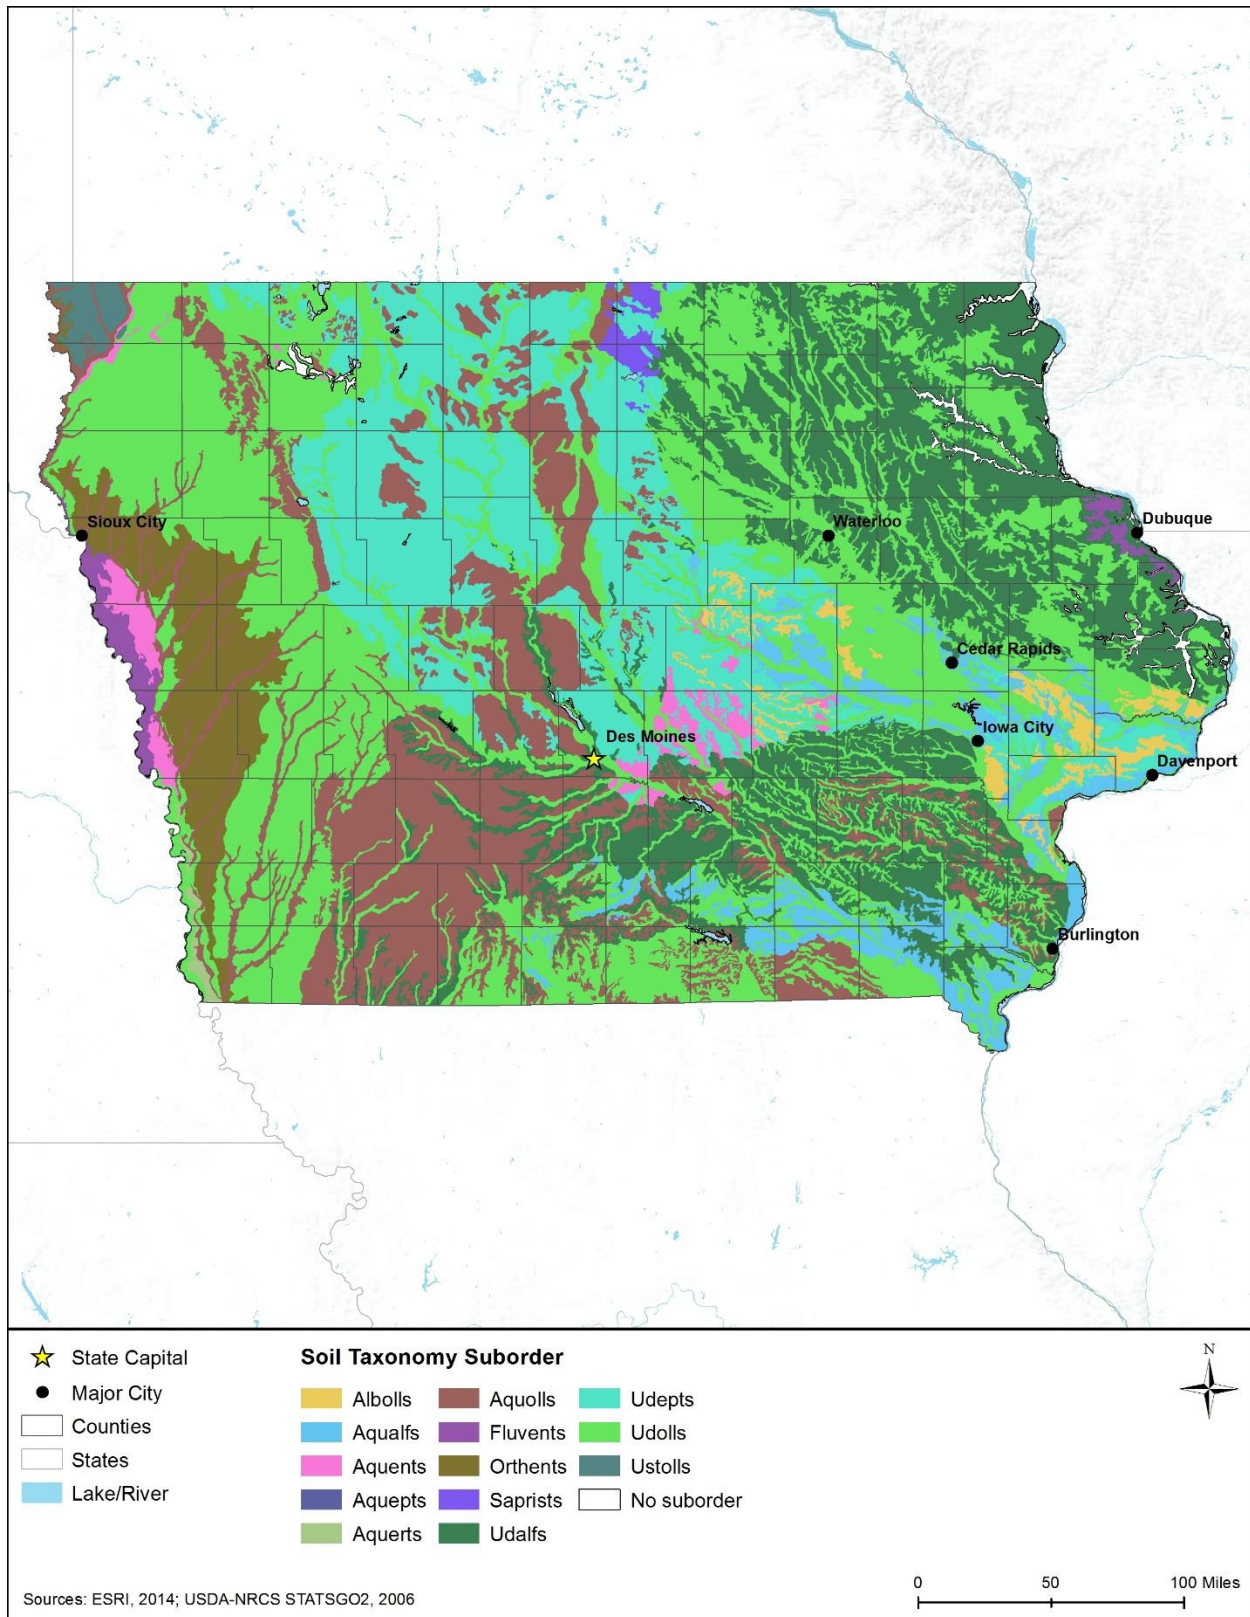 Sioux City
Waterloo
Dubuque
Cedar Rapids
Iowa City
Des Moines
Davenport
Burlington
State Capital
Major City
Counties
States
Lake/River
Soil Taxonomy Suborder
Albolls
Aqualfs
Aquents
Aquepts
Aquerts
Aquolls
Fluvents
Orthents
Saprists
Udalfs
Udepts
Udolls
Ustolls
No suborder
N
0 50 100 Miles
Sources: ESRI, 2014; USDA-NRCS STATSGO2, 2006